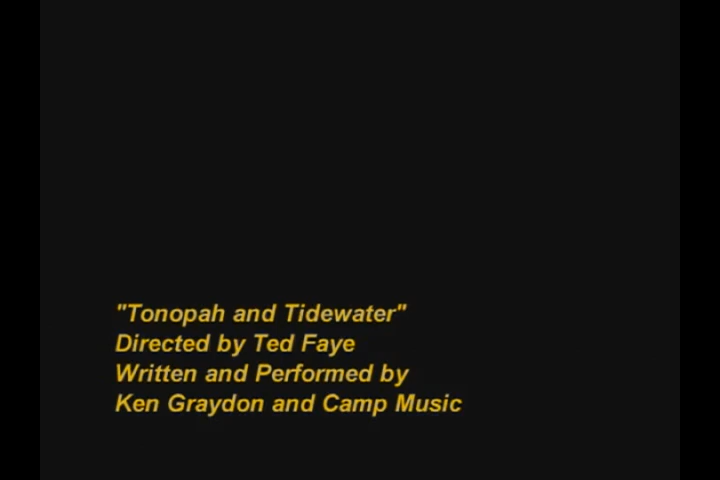 "Tonopah and Tidewater"
Directed by Ted Faye
Written and Performed by
Ken Graydon and Camp Music